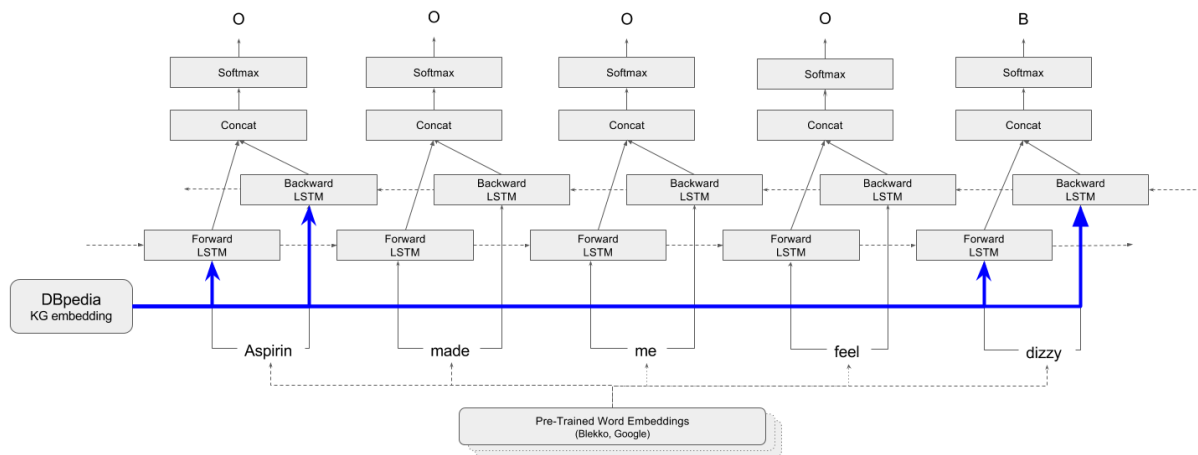 O O O O B
Softmax Softmax Softmax Softmax Softmax
Concat Concat Concat Concat Concat
Backward LSTM Backward LSTM Backward LSTM Backward LSTM Backward LSTM
Forward LSTM Forward LSTM Forward LSTM Forward LSTM Forward LSTM
DBpedia
KG embedding
Aspirin made me feel dizzy
Pre-Trained Word Embeddings
(Blekko, Google)